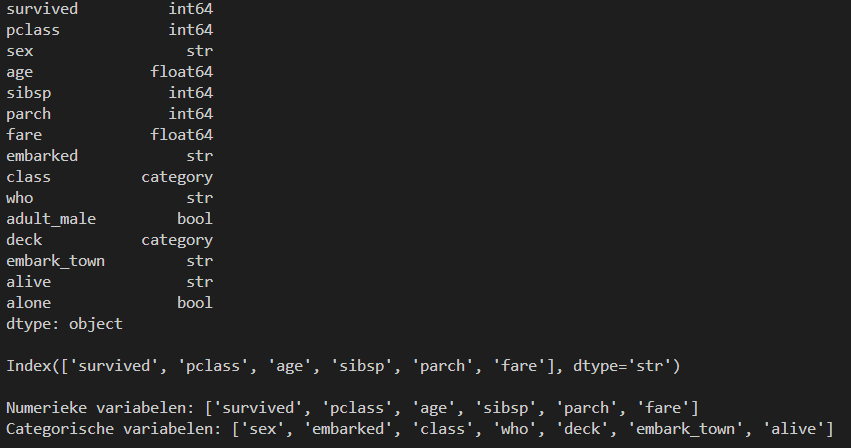 survived int64
pclass int64
sex str
age float64
sibsp int64
parch int64
fare float64
embarked str
class category
who str
adult_male bool
deck category
embark_town str
alive str
alone bool
dtype: object
Index(['survived', 'pclass', 'age', 'sibsp', 'parch', 'fare'], dtype='str')
Numerieke variabelen: ['survived', 'pclass', 'age', 'sibsp', 'parch', 'fare']
Categorische variabelen: ['sex', 'embarked', 'class', 'who', 'deck', 'embark_town', 'alive']